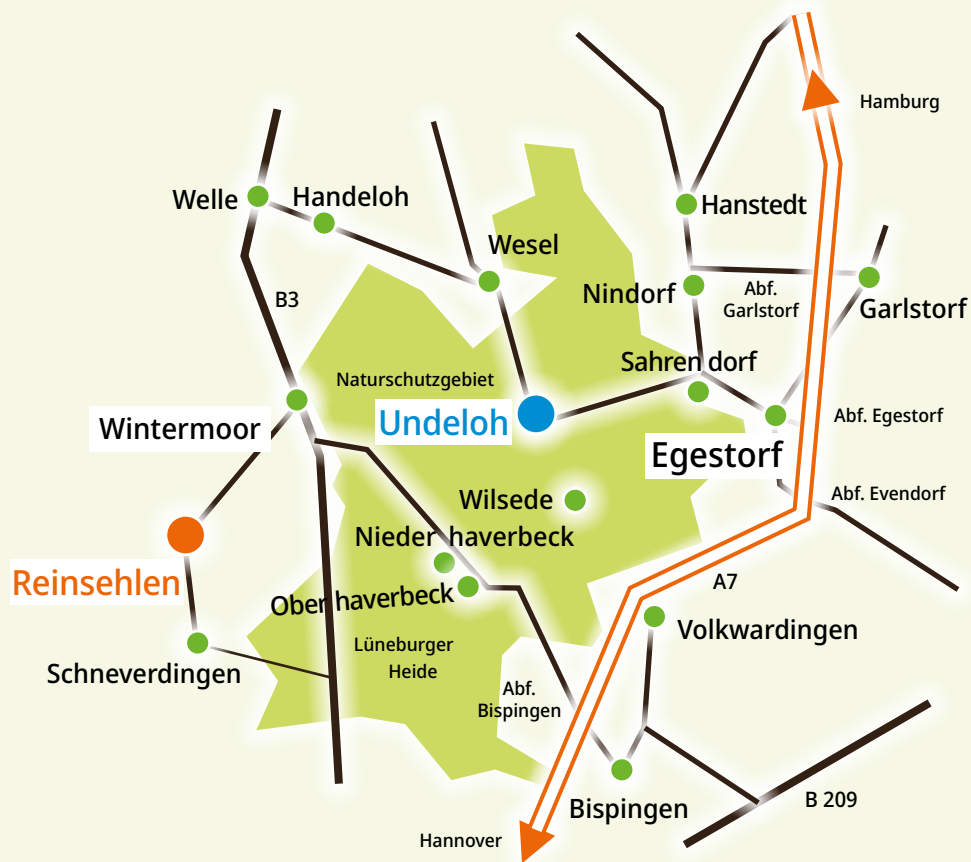 Hamburg
Welle
Handeloh
Hanstedt
Wesel
B3
Nindorf
Abf.
Garlstorf
Garlstorf
Sahren dorf
Naturschutzgebiet
Undeloh
Abf. Egestorf
Wintermoor
Egestorf
Wilsede
Abf. Evendorf
Nieder haverbeck
Reinsehlen
A7
Ober haverbeck
Volkwardingen
Lüneburger
Heide
Schneverdingen
Abf.
Bispingen
Bispingen
B 209
Hannover